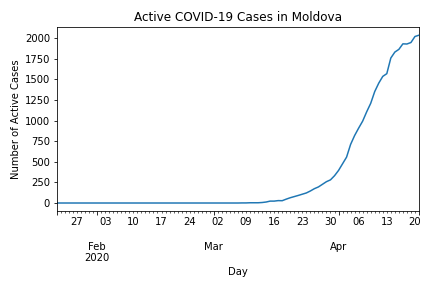 Active COVID-19 Cases in Moldova
Number of Active Cases
2000
1750
1500
1250
1000
750
500
250
0
27 03 10 17 24 02 09 16 23 30 06 13 20
Feb Mar Apr
2020
Day